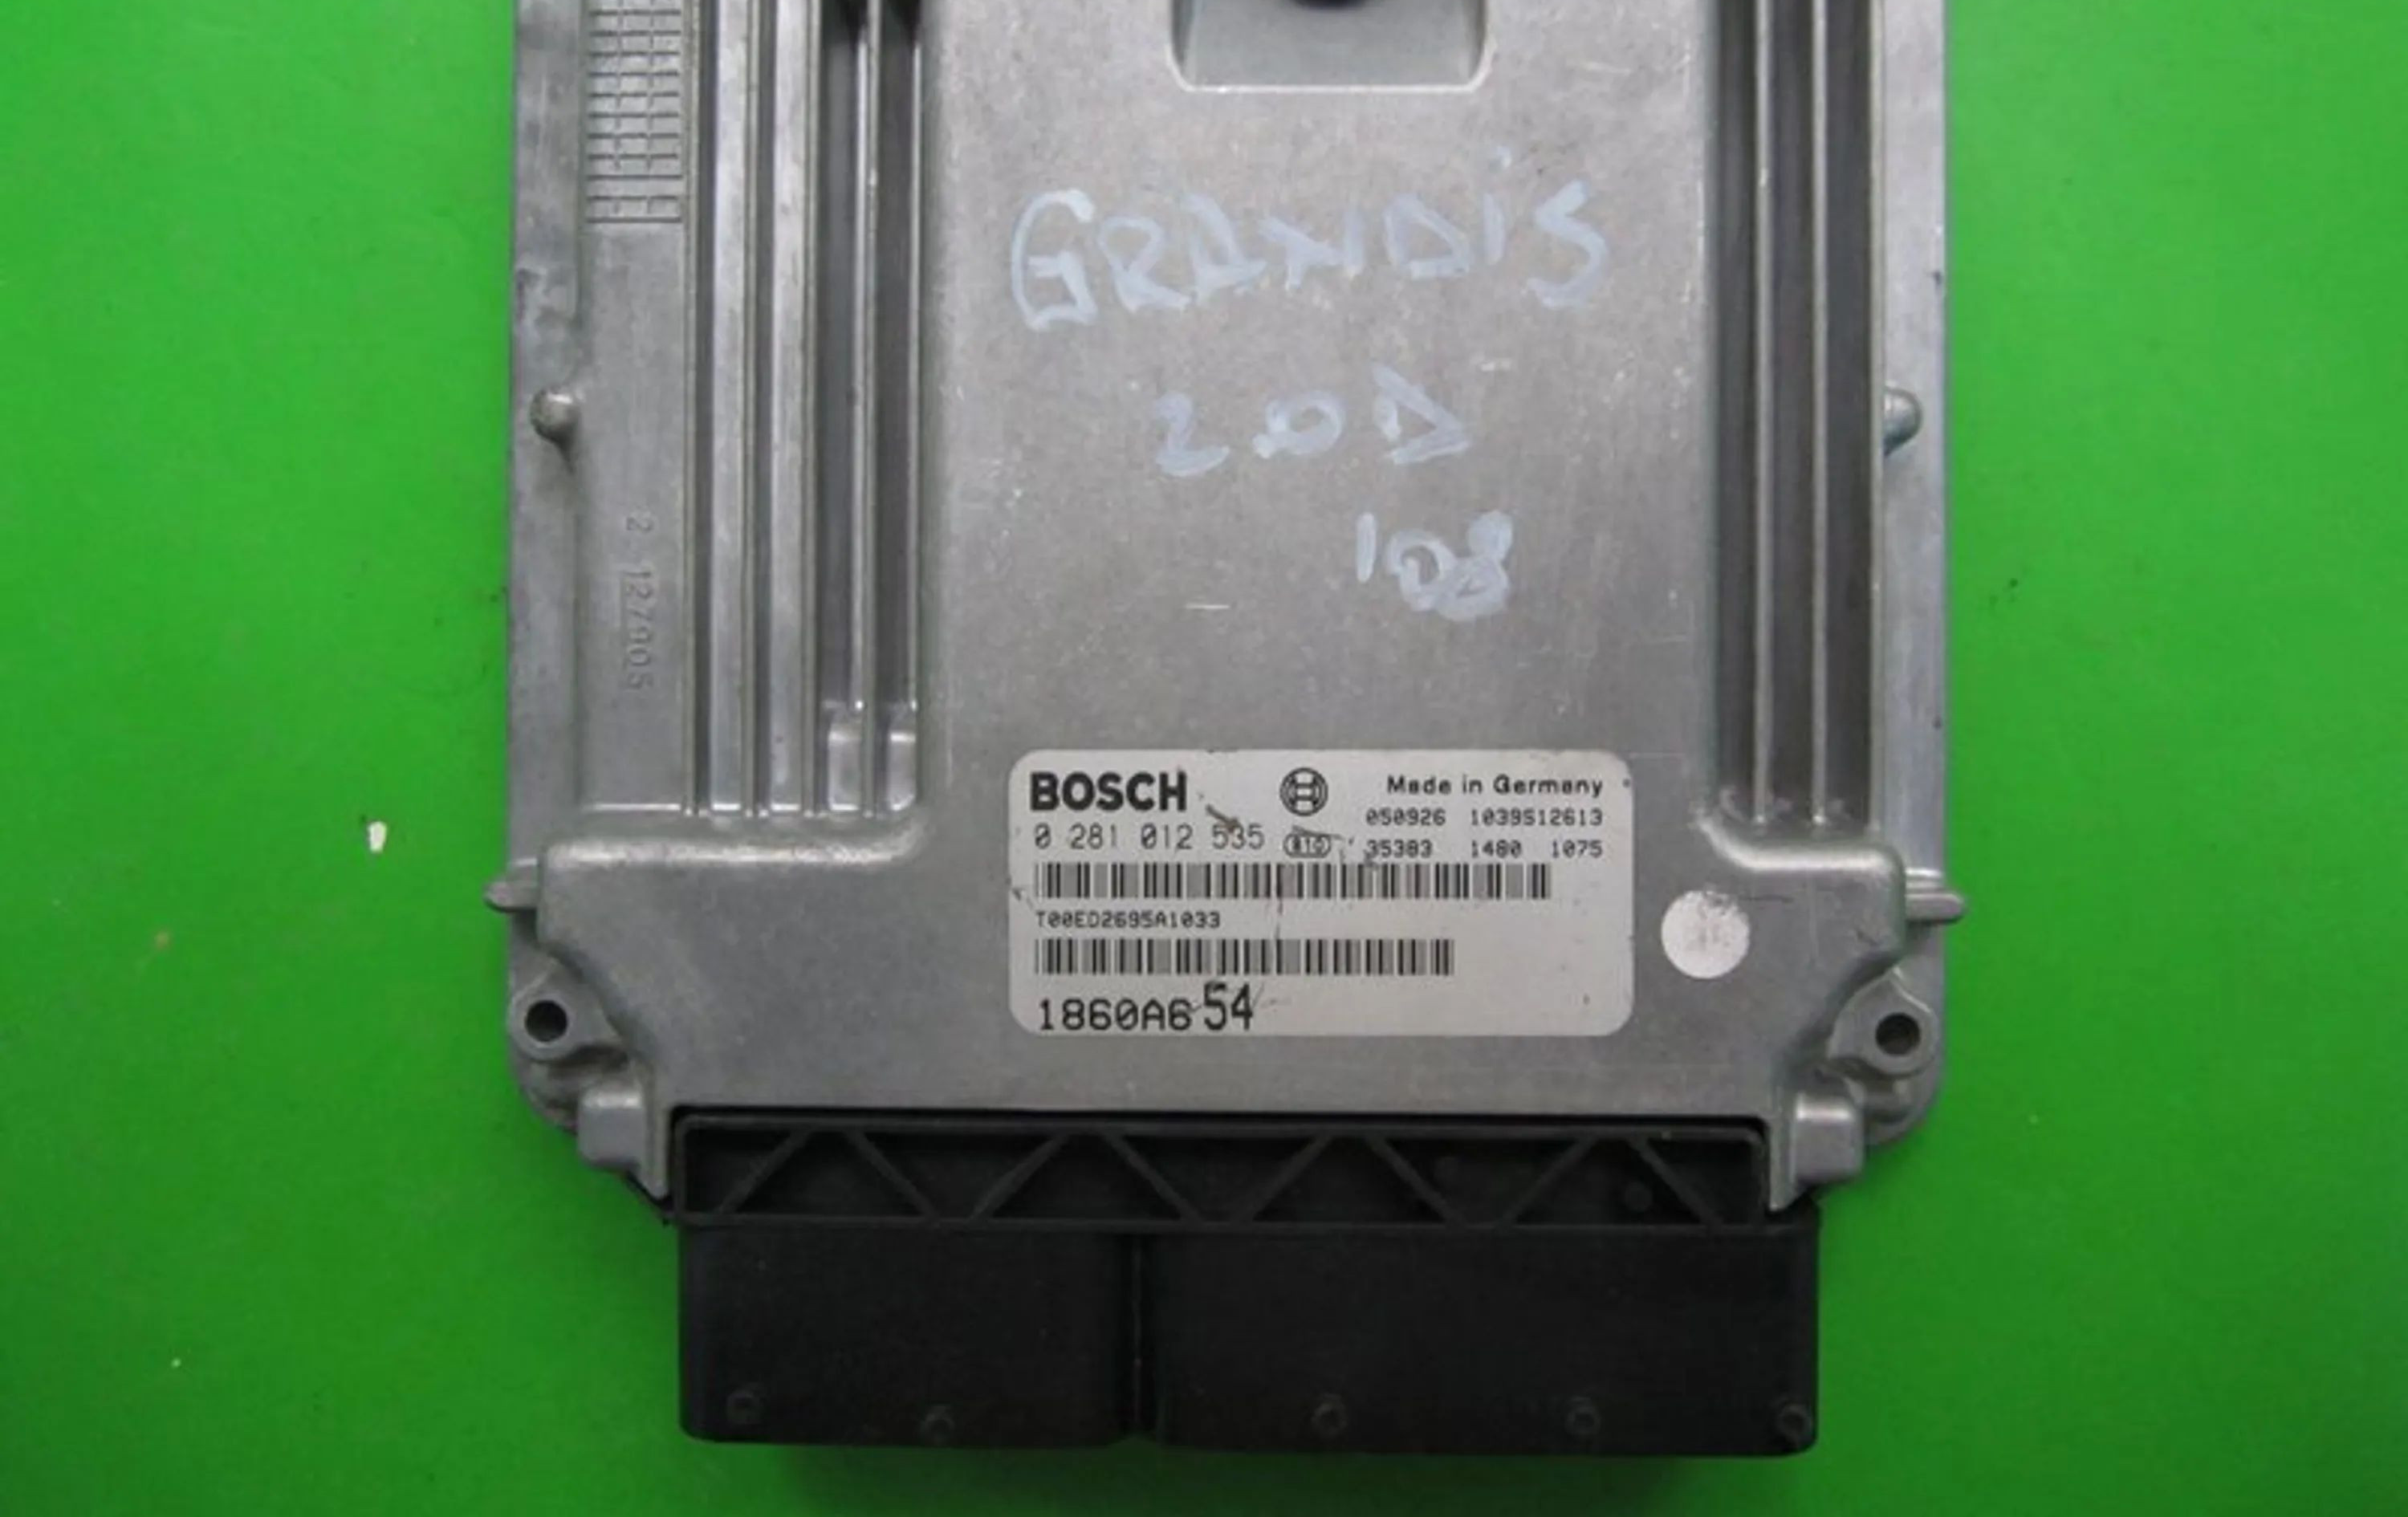 GRANDİS
2.0D
108
2 127005
BOSCH
Made in Germany
0 281 012 535
050926 1039S12613
35383 1480 1075
T00ED2695A1033
1860A654